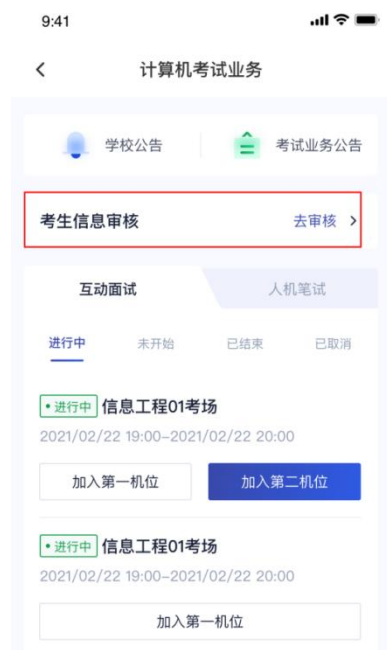 9:41
计算机考试业务
学校公告 考试业务公告
考生信息审核 去审核
互动面试 人机笔试
进行中 未开始 已结束 已取消
进行中 信息工程01考场
2021/02/22 19:00-2021/02/22 20:00
加入第一机位 加入第二机位
进行中 信息工程01考场
2021/02/22 19:00-2021/02/22 20:00
加入第一机位